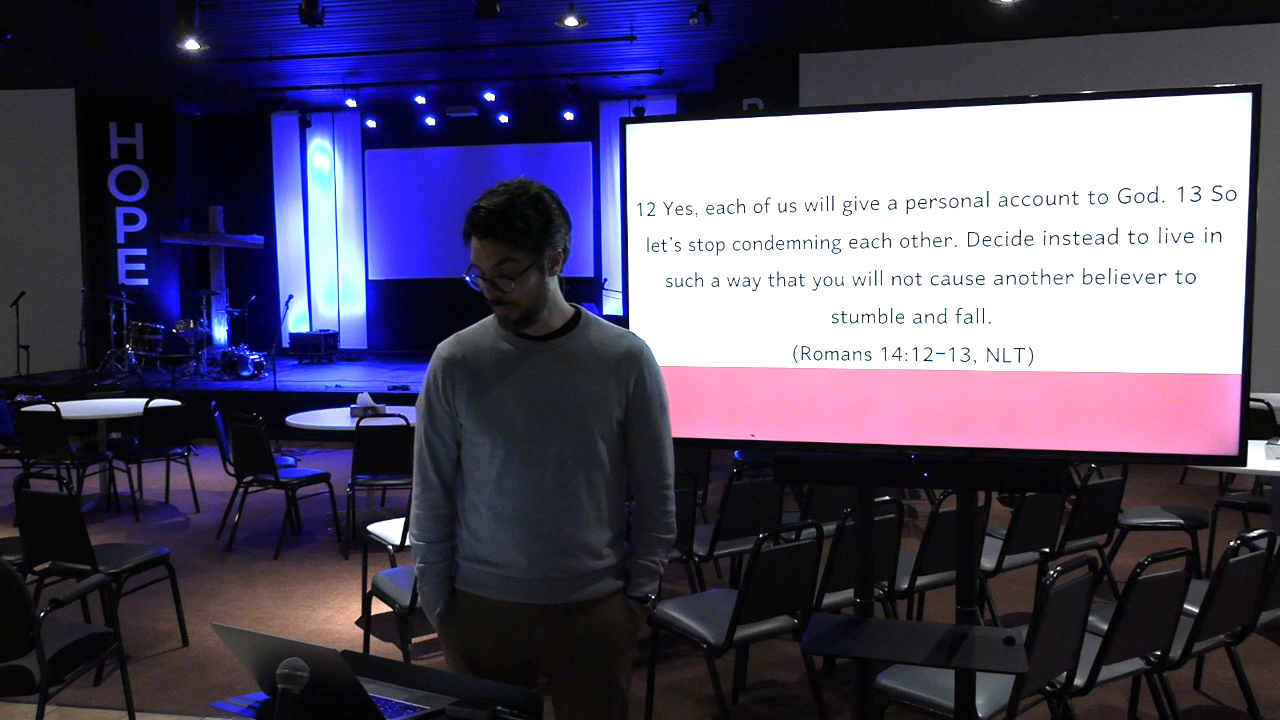 HOPE
12 Yes, each of us will give a personal account to God. 13 So
let's stop condemning each other. Decide instead to live in
such a way that you will not cause another believer to
stumble and fall.
(Romans 14:12–13, NLT)